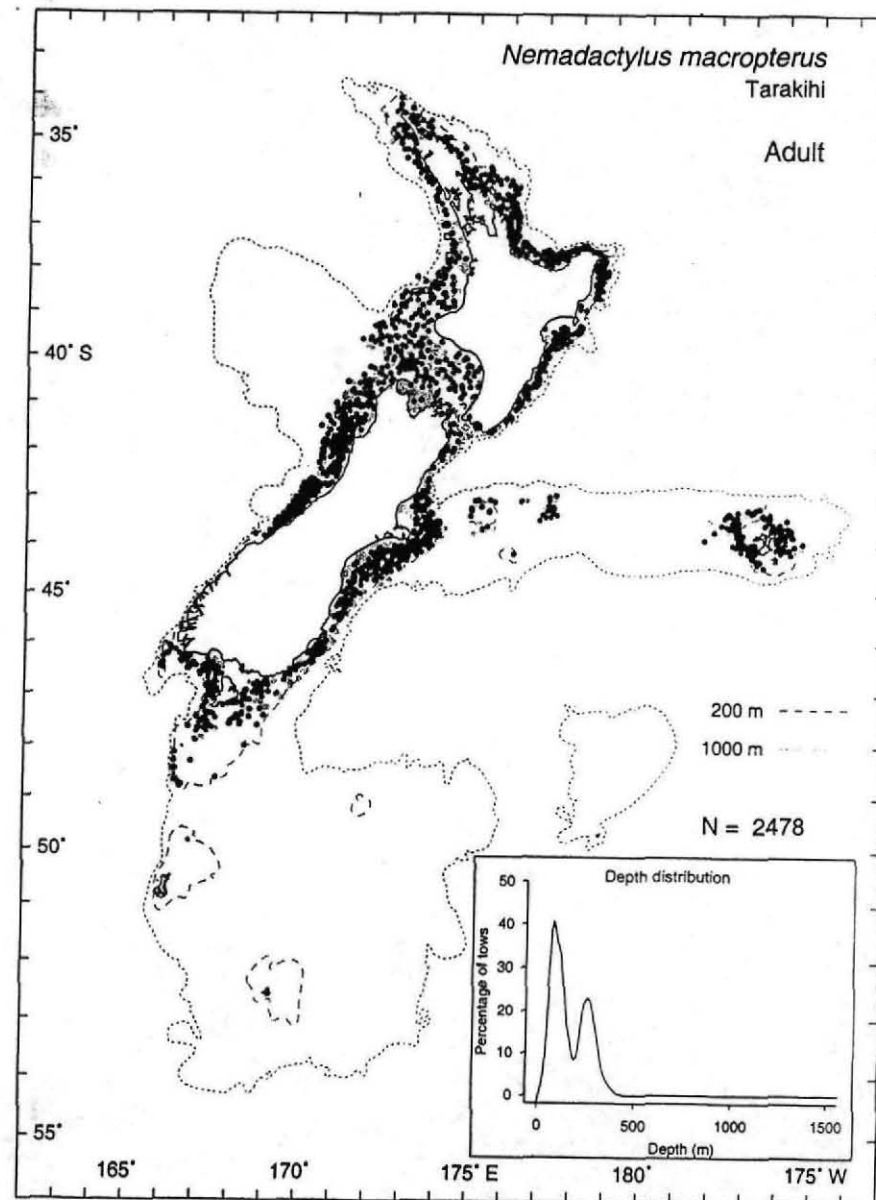 Nemadactylus macropterus
Tarakihi
Adult
35°
40° S
45°
50°
55°
200 m
1000 m
N = 2478
Depth distribution
Percentage of tows
50
40
30
20
10
0
0 500 1000 1500
Depth (m)
165° 170° 175° E 180° 175° W